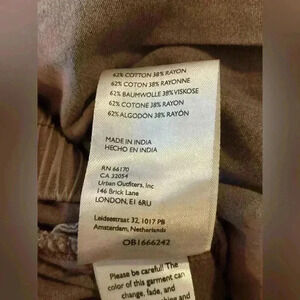 62% COTTON 38% RAYON
62% COTON 38% RAYONNE
62% BAUMWOLLE 38% VISKOSE
62% COTONE 38% RAYON
62% ALGODÓN 38% RAYÓN
MADE IN INDIA
HECHO EN INDIA
RN 66170
CA 32054
Urban Outfitters, Inc
146 Brick Lane
LONDON, E1 6RU
Leidsestraat 32, 1017 PB
Amsterdam, Netherlands
OB1666242
Please be careful! The
color of this garment can
change, fade, and